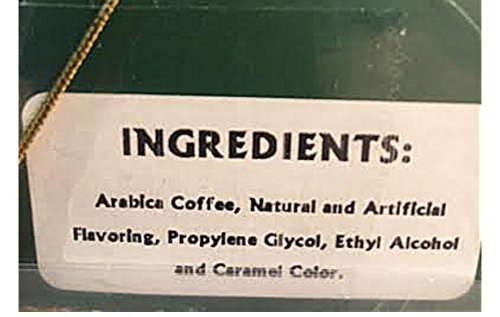 INGREDIENTS:
Arabica Coffee, Natural and Artificial
Flavoring, Propylene Glycol, Ethyl Alcohol
and Caramel Color.